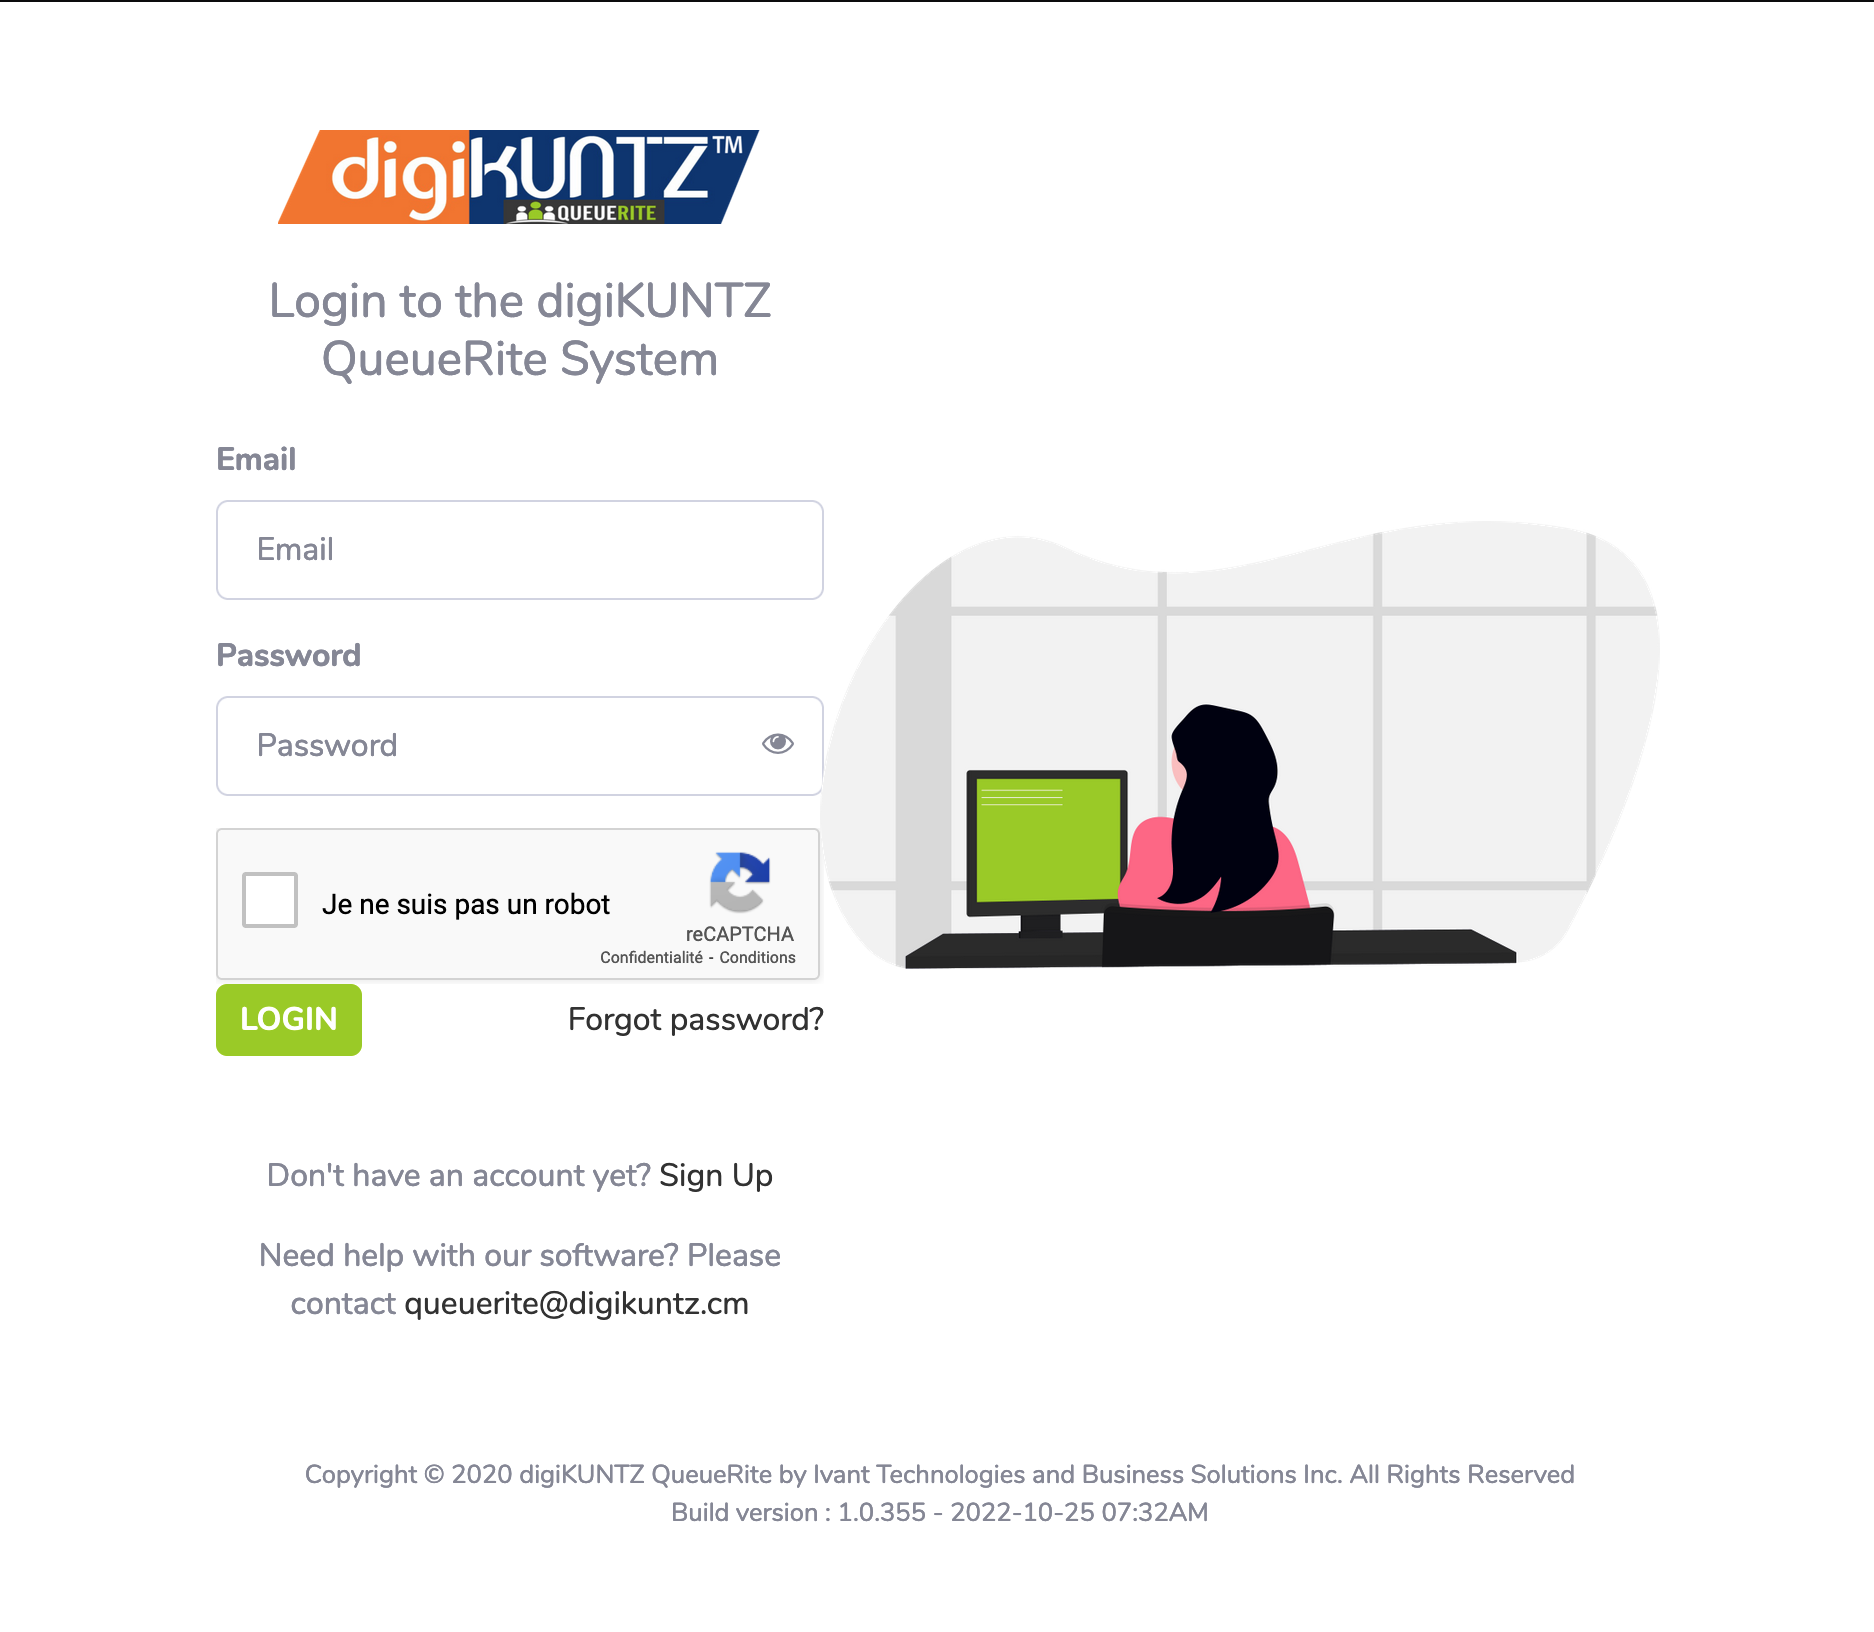 digikUNTZ™
QUEUERITE
Login to the digiKUNTZ
QueueRite System
Email
Email
Password
Password
Je ne suis pas un robot
reCAPTCHA
Confidentialité - Conditions
LOGIN
Forgot password?
Don't have an account yet? Sign Up
Need help with our software? Please
contact queuerite@digikuntz.cm
Copyright © 2020 digiKUNTZ QueueRite by Ivant Technologies and Business Solutions Inc. All Rights Reserved
Build version : 1.0.355 - 2022-10-25 07:32AM